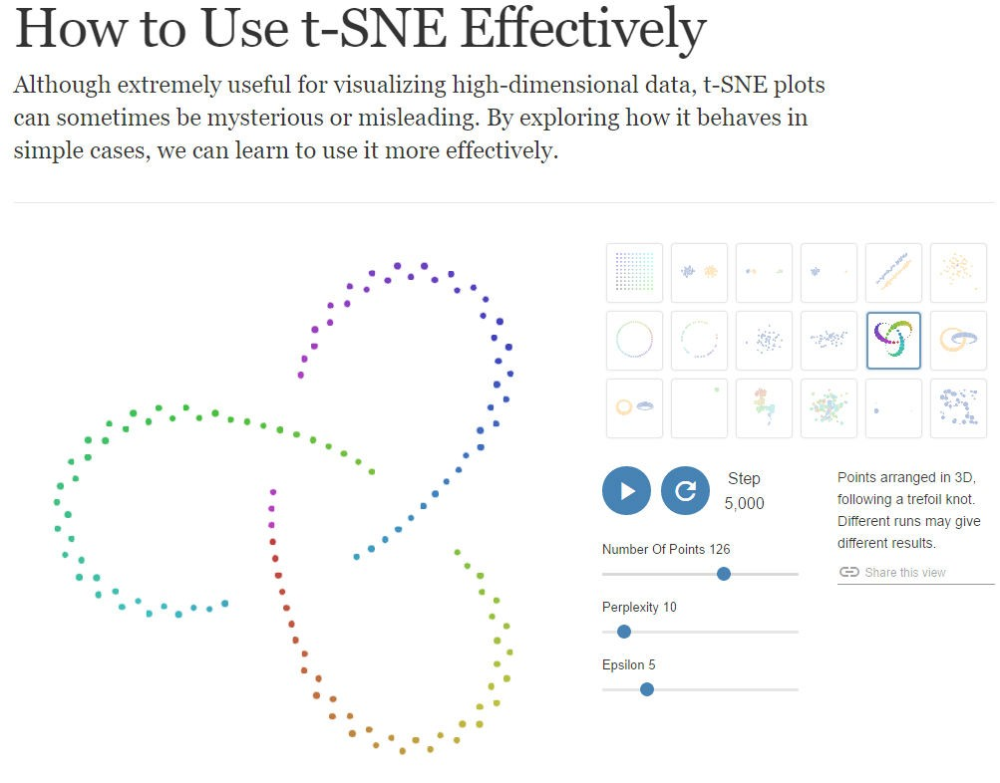 How to Use t-SNE Effectively
Although extremely useful for visualizing high-dimensional data, t-SNE plots
can sometimes be mysterious or misleading. By exploring how it behaves in
simple cases, we can learn to use it more effectively.
Step
5,000
Number Of Points 126
Perplexity 10
Epsilon 5
Points arranged in 3D,
following a trefoil knot.
Different runs may give
different results.
Share this view